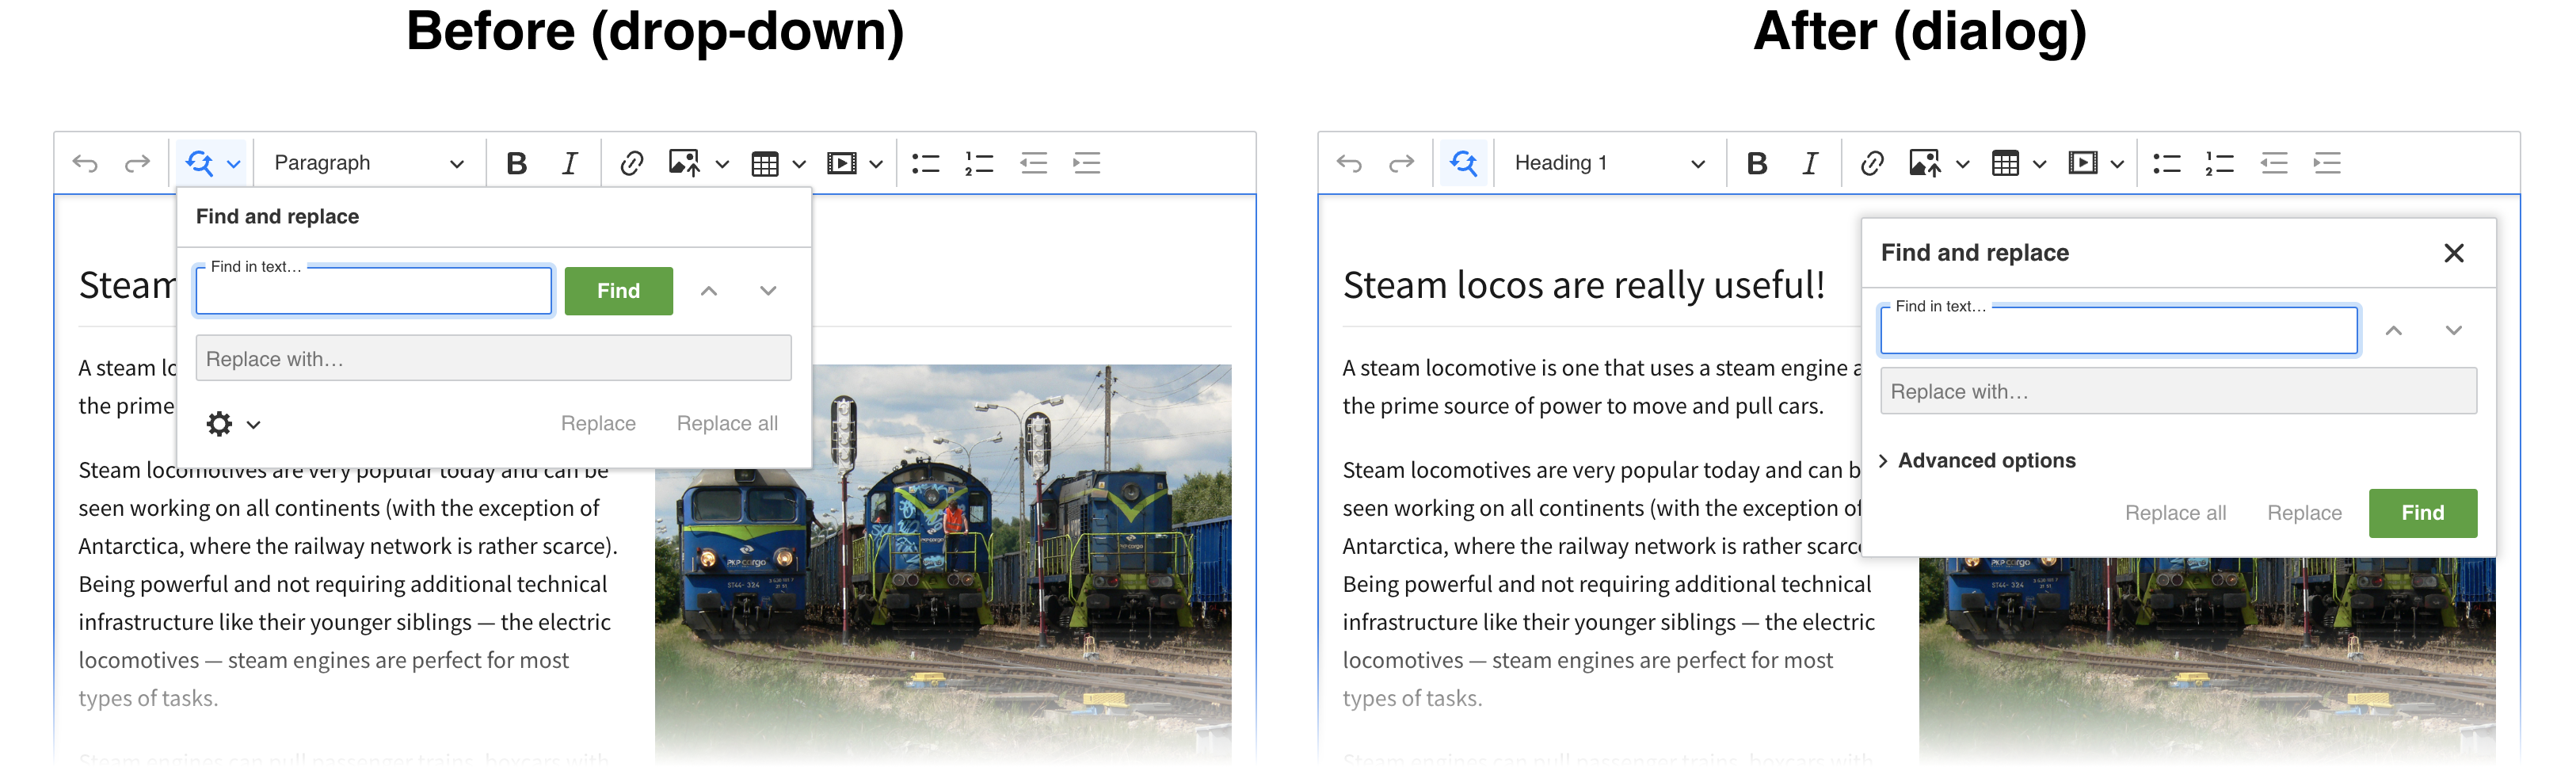 Before (drop-down)
Paragraph
B I
Find and replace
Find in text…
Find
Replace with…
Replace Replace all
Steam
A steam lo
the prime
Steam locomotives are very popular today and can be
seen working on all continents (with the exception of
Antarctica, where the railway network is rather scarce).
Being powerful and not requiring additional technical
infrastructure like their younger siblings — the electric
locomotives — steam engines are perfect for most
types of tasks.
Steam engines can pull passenger trains, boxcars with
PKP cargo
ST44-324
After (dialog)
Heading 1
B I
Find and replace
Find in text…
Replace with…
Advanced options
Replace all Replace Find
Steam locos are really useful!
A steam locomotive is one that uses a steam engine a
the prime source of power to move and pull cars.
Steam locomotives are very popular today and can b
seen working on all continents (with the exception of
Antarctica, where the railway network is rather scarc
Being powerful and not requiring additional technical
infrastructure like their younger siblings — the electric
locomotives — steam engines are perfect for most
types of tasks.
Steam engines can pull passenger trains, boxcars with